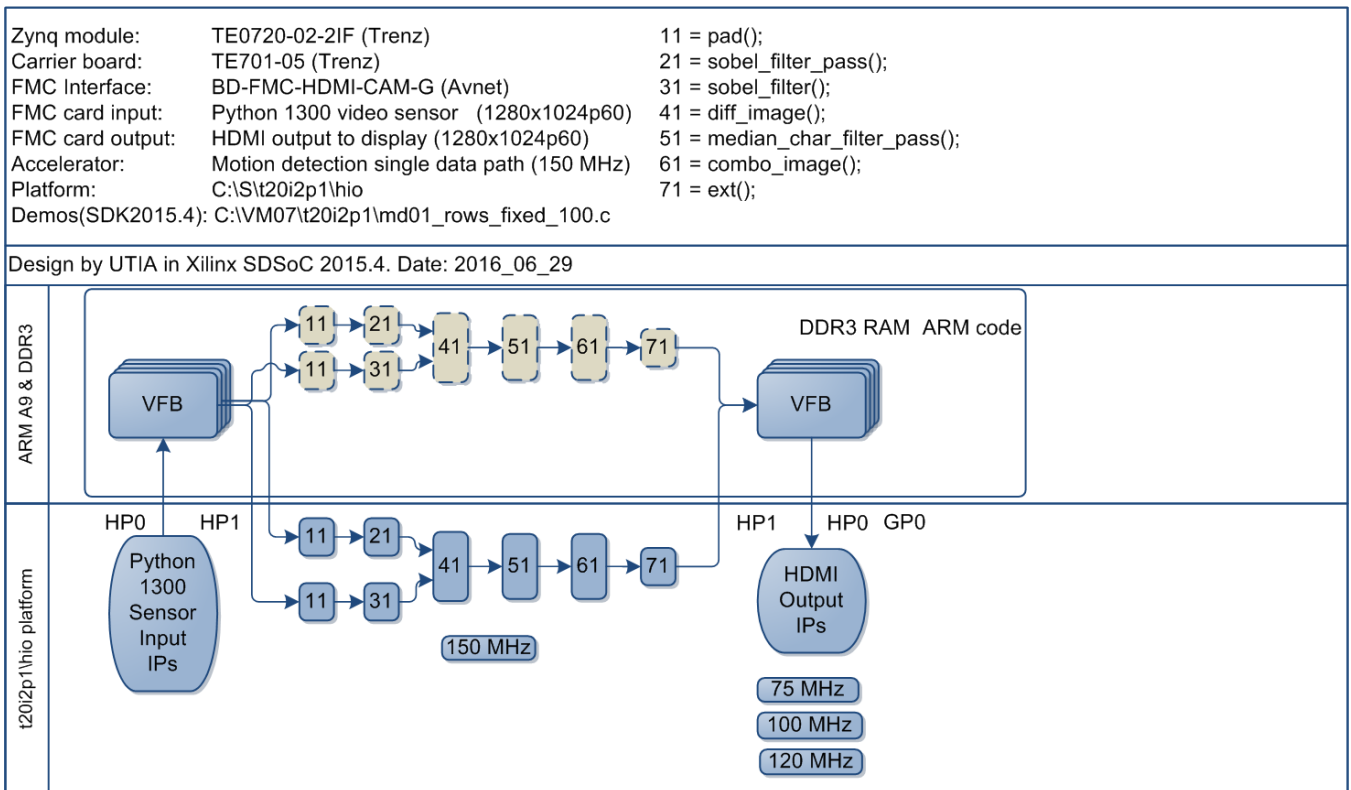 Zynq module: TE0720-02-2IF (Trenz) 11 = pad();
Carrier board: TE701-05 (Trenz) 21 = sobel_filter_pass();
FMC Interface: BD-FMC-HDMI-CAM-G (Avnet) 31 = sobel_filter();
FMC card input: Python 1300 video sensor (1280x1024p60) 41 = diff_image();
FMC card output: HDMI output to display (1280x1024p60) 51 = median_char_filter_pass();
Accelerator: Motion detection single data path (150 MHz) 61 = combo_image();
Platform: C:\S\t20i2p1\hio 71 = ext();
Demos(SDK2015.4): C:\VM07\t20i2p1\md01_rows_fixed_100.c
Design by UTIA in Xilinx SDSoC 2015.4. Date: 2016_06_29
ARM A9 & DDR3
DDR3 RAM ARM code
11 21
11 31
41 51 61 71
VFB
VFB
t20i2p1\hio platform
HP0 HP1
HP1 HP0 GP0
Python
1300
Sensor
Input
IPs
11 21
11 31
41 51 61 71
150 MHz
HDMI
Output
IPs
75 MHz
100 MHz
120 MHz